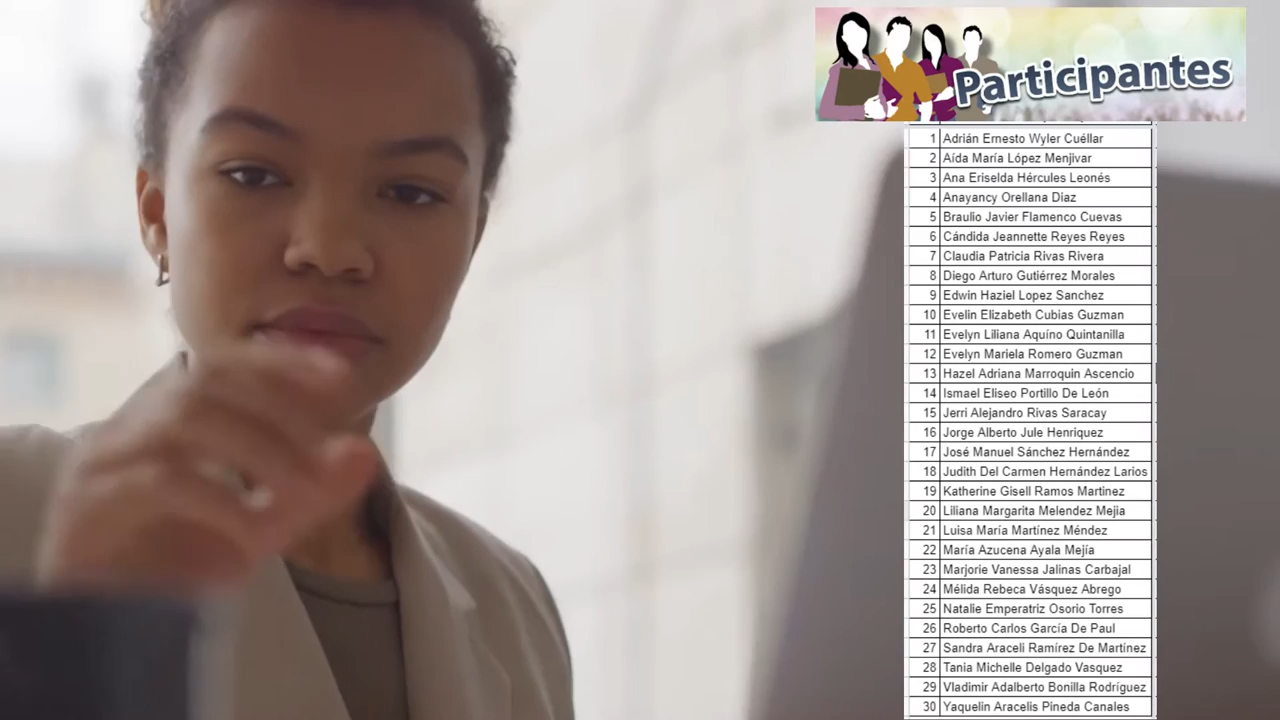 Participantes
1 Adrián Ernesto Wyler Cuéllar
2 Aída María López Menjivar
3 Ana Eriselda Hércules Leonés
4 Anayancy Orellana Diaz
5 Braulio Javier Flamenco Cuevas
6 Cándida Jeannette Reyes Reyes
7 Claudia Patricia Rivas Rivera
8 Diego Arturo Gutiérrez Morales
9 Edwin Haziel Lopez Sanchez
10 Evelin Elizabeth Cubias Guzman
11 Evelyn Liliana Aquíno Quintanilla
12 Evelyn Mariela Romero Guzman
13 Hazel Adriana Marroquin Ascencio
14 Ismael Eliseo Portillo De León
15 Jerri Alejandro Rivas Saracay
16 Jorge Alberto Jule Henriquez
17 José Manuel Sánchez Hernández
18 Judith Del Carmen Hernández Larios
19 Katherine Gisell Ramos Martinez
20 Liliana Margarita Melendez Mejia
21 Luisa María Martínez Méndez
22 María Azucena Ayala Mejía
23 Marjorie Vanessa Jalinas Carbajal
24 Mélida Rebeca Vásquez Abrego
25 Natalie Emperatriz Osorio Torres
26 Roberto Carlos García De Paul
27 Sandra Araceli Ramírez De Martínez
28 Tania Michelle Delgado Vasquez
29 Vladimir Adalberto Bonilla Rodríguez
30 Yaquelin Aracelis Pineda Canales